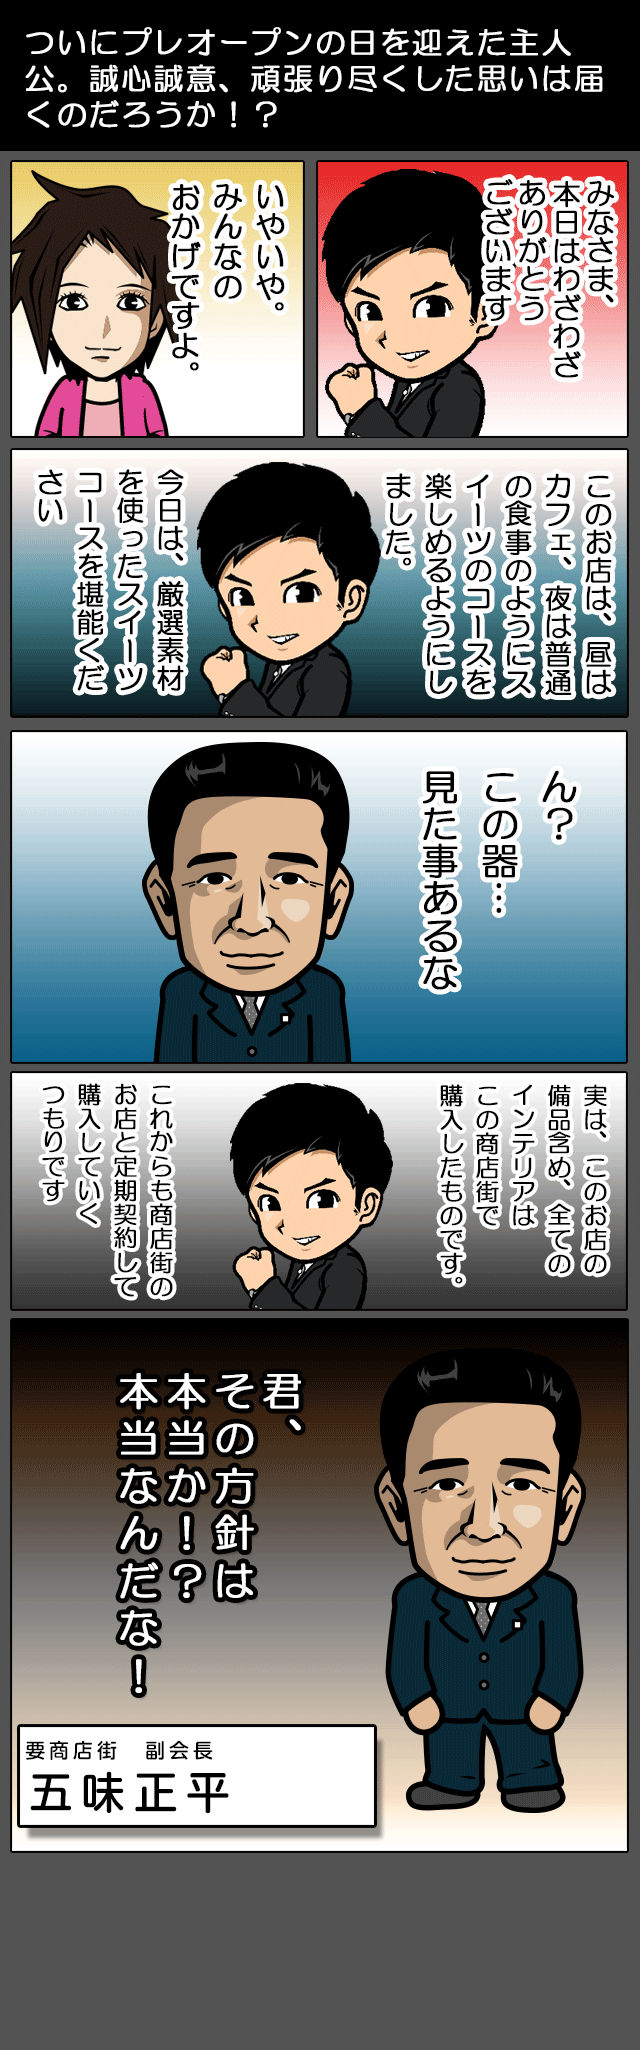 ついにプレオープンの日を迎えた主人
公。誠心誠意、頑張り尽くした思いは届
くのだろうか！？
みなさま、
本日はわざわざ
ありがとう
ございます
いやいや。
みんなの
おかげですよ。
このお店は、昼は
カフェ、夜は普通
の食事のようにス
イーツのコースを
楽しめるようにし
ました。
今日は、厳選素材
を使ったスイーツ
コースを堪能くだ
さい
ん？
この器…
見た事あるな
実は、このお店の
備品含め、全ての
インテリアは
この商店街で
購入したものです。
これからも商店街の
お店と定期契約して
購入していく
つもりです
君、
その方針は
本当か！？
本当なんだな！
要商店街　副会長
五味正平